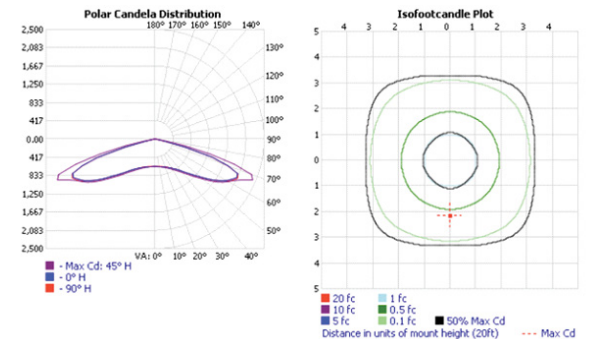 Polar Candela Distribution
180° 170° 160° 150° 140°
2,500
2,083
1,667
1,250
833
417
0.00
417
833
1,250
1,667
2,083
2,500
130°
120°
110°
100°
90°
80°
70°
60°
50°
VA: 0° 10° 20° 30° 40°
- Max Cd: 45° H
- 0° H
- 90° H
Isofootcandle Plot
5 4 3 2 1 0 1 2 3 4
4
3
2
1
0
1
2
3
4
5
20 fc
10 fc
5 fc
1 fc
0.5 fc
0.1 fc
50% Max Cd
Distance in units of mount height (20ft)
Max Cd